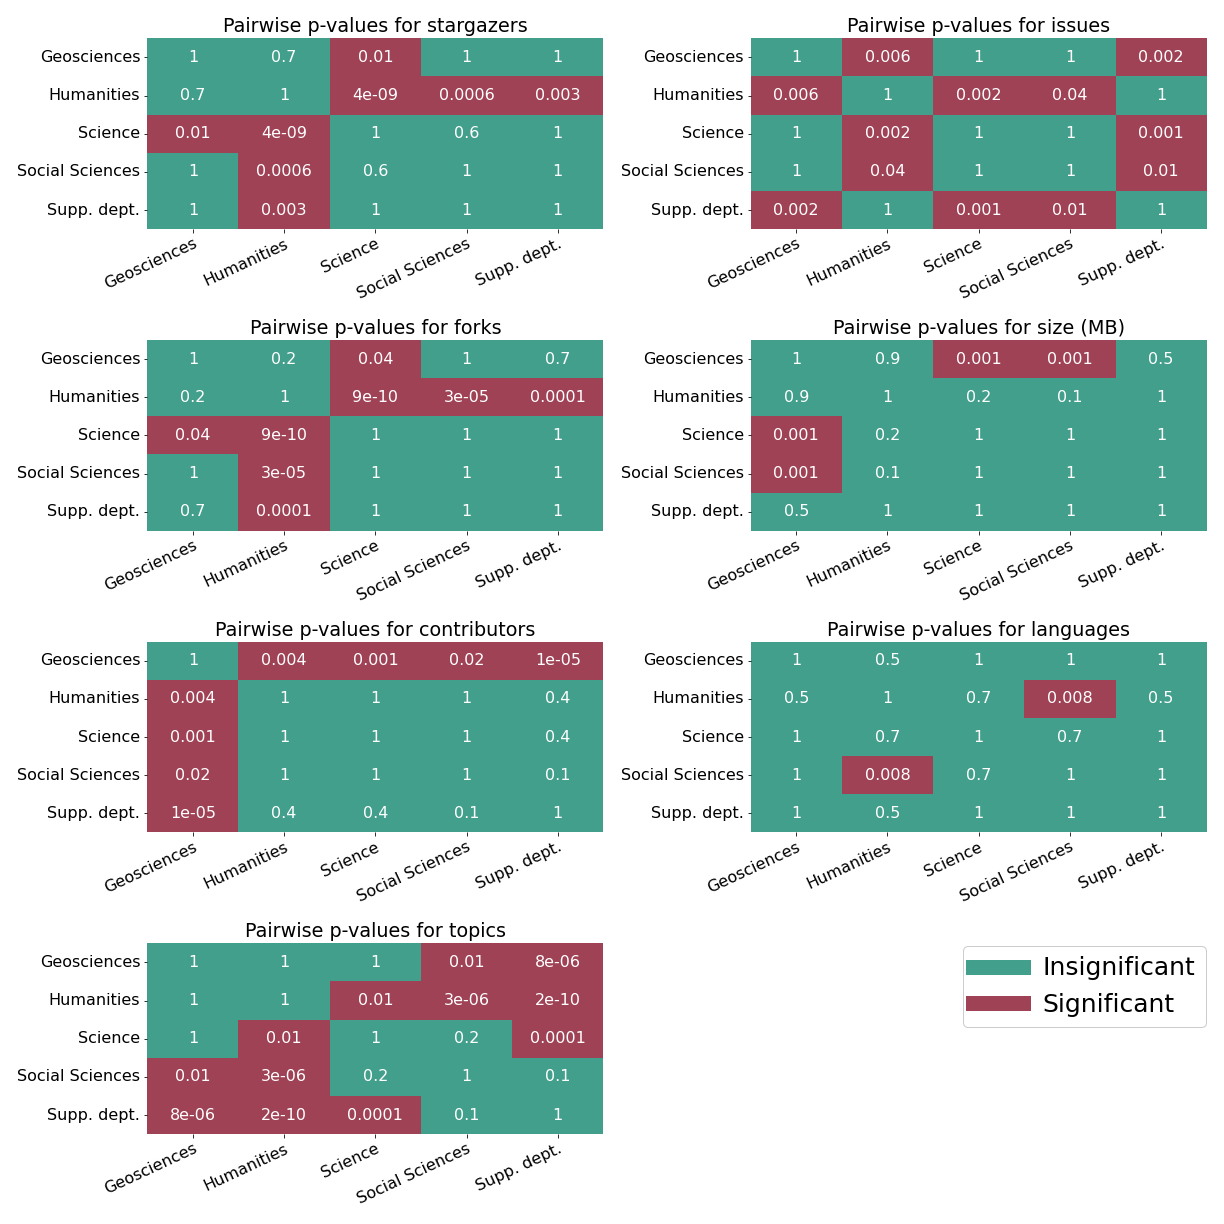 Pairwise p-values for stargazers
Geosciences 1 0.7 0.01 1 1
Humanities 0.7 1 4e-09 0.0006 0.003
Science 0.01 4e-09 1 0.6 1
Social Sciences 1 0.0006 0.6 1 1
Supp. dept. 1 0.003 1 1 1
Geosciences Humanities Science Social Sciences Supp. dept.
Pairwise p-values for issues
Geosciences 1 0.006 1 1 0.002
Humanities 0.006 1 0.002 0.04 1
Science 1 0.002 1 1 0.001
Social Sciences 1 0.04 1 1 0.01
Supp. dept. 0.002 1 0.001 0.01 1
Geosciences Humanities Science Social Sciences Supp. dept.
Pairwise p-values for forks
Geosciences 1 0.2 0.04 1 0.7
Humanities 0.2 1 9e-10 3e-05 0.0001
Science 0.04 9e-10 1 1 1
Social Sciences 1 3e-05 1 1 1
Supp. dept. 0.7 0.0001 1 1 1
Geosciences Humanities Science Social Sciences Supp. dept.
Pairwise p-values for size (MB)
Geosciences 1 0.9 0.001 0.001 0.5
Humanities 0.9 1 0.2 0.1 1
Science 0.001 0.2 1 1 1
Social Sciences 0.001 0.1 1 1 1
Supp. dept. 0.5 1 1 1 1
Geosciences Humanities Science Social Sciences Supp. dept.
Pairwise p-values for contributors
Geosciences 1 0.004 0.001 0.02 1e-05
Humanities 0.004 1 1 1 0.4
Science 0.001 1 1 1 0.4
Social Sciences 0.02 1 1 1 0.1
Supp. dept. 1e-05 0.4 0.4 0.1 1
Geosciences Humanities Science Social Sciences Supp. dept.
Pairwise p-values for languages
Geosciences 1 0.5 1 1 1
Humanities 0.5 1 0.7 0.008 0.5
Science 1 0.7 1 0.7 1
Social Sciences 1 0.008 0.7 1 1
Supp. dept. 1 0.5 1 1 1
Geosciences Humanities Science Social Sciences Supp. dept.
Pairwise p-values for topics
Geosciences 1 1 1 0.01 8e-06
Humanities 1 1 0.01 3e-06 2e-10
Science 1 0.01 1 0.2 0.0001
Social Sciences 0.01 3e-06 0.2 1 0.1
Supp. dept. 8e-06 2e-10 0.0001 0.1 1
Geosciences Humanities Science Social Sciences Supp. dept.
Insignificant
Significant